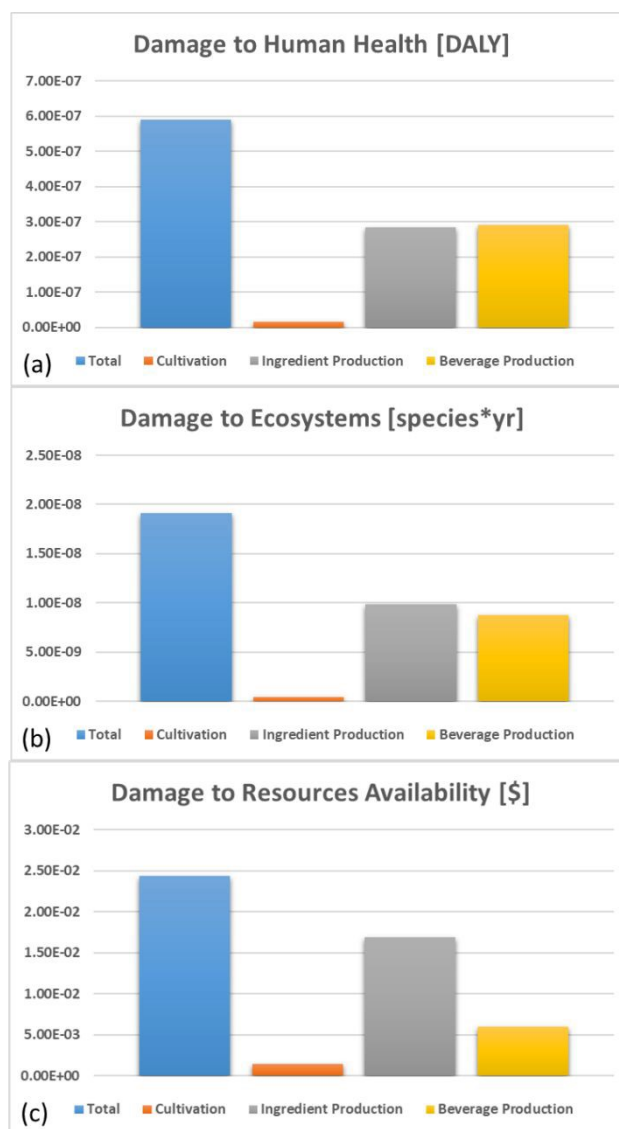 Damage to Human Health [DALY]
7.00E-07
6.00E-07
5.00E-07
4.00E-07
3.00E-07
2.00E-07
1.00E-07
0.00E+00
(a) Total Cultivation Ingredient Production Beverage Production
Damage to Ecosystems [species*yr]
2.50E-08
2.00E-08
1.50E-08
1.00E-08
5.00E-09
0.00E+00
(b) Total Cultivation Ingredient Production Beverage Production
Damage to Resources Availability [$]
3.00E-02
2.50E-02
2.00E-02
1.50E-02
1.00E-02
5.00E-03
0.00E+00
(c) Total Cultivation Ingredient Production Beverage Production